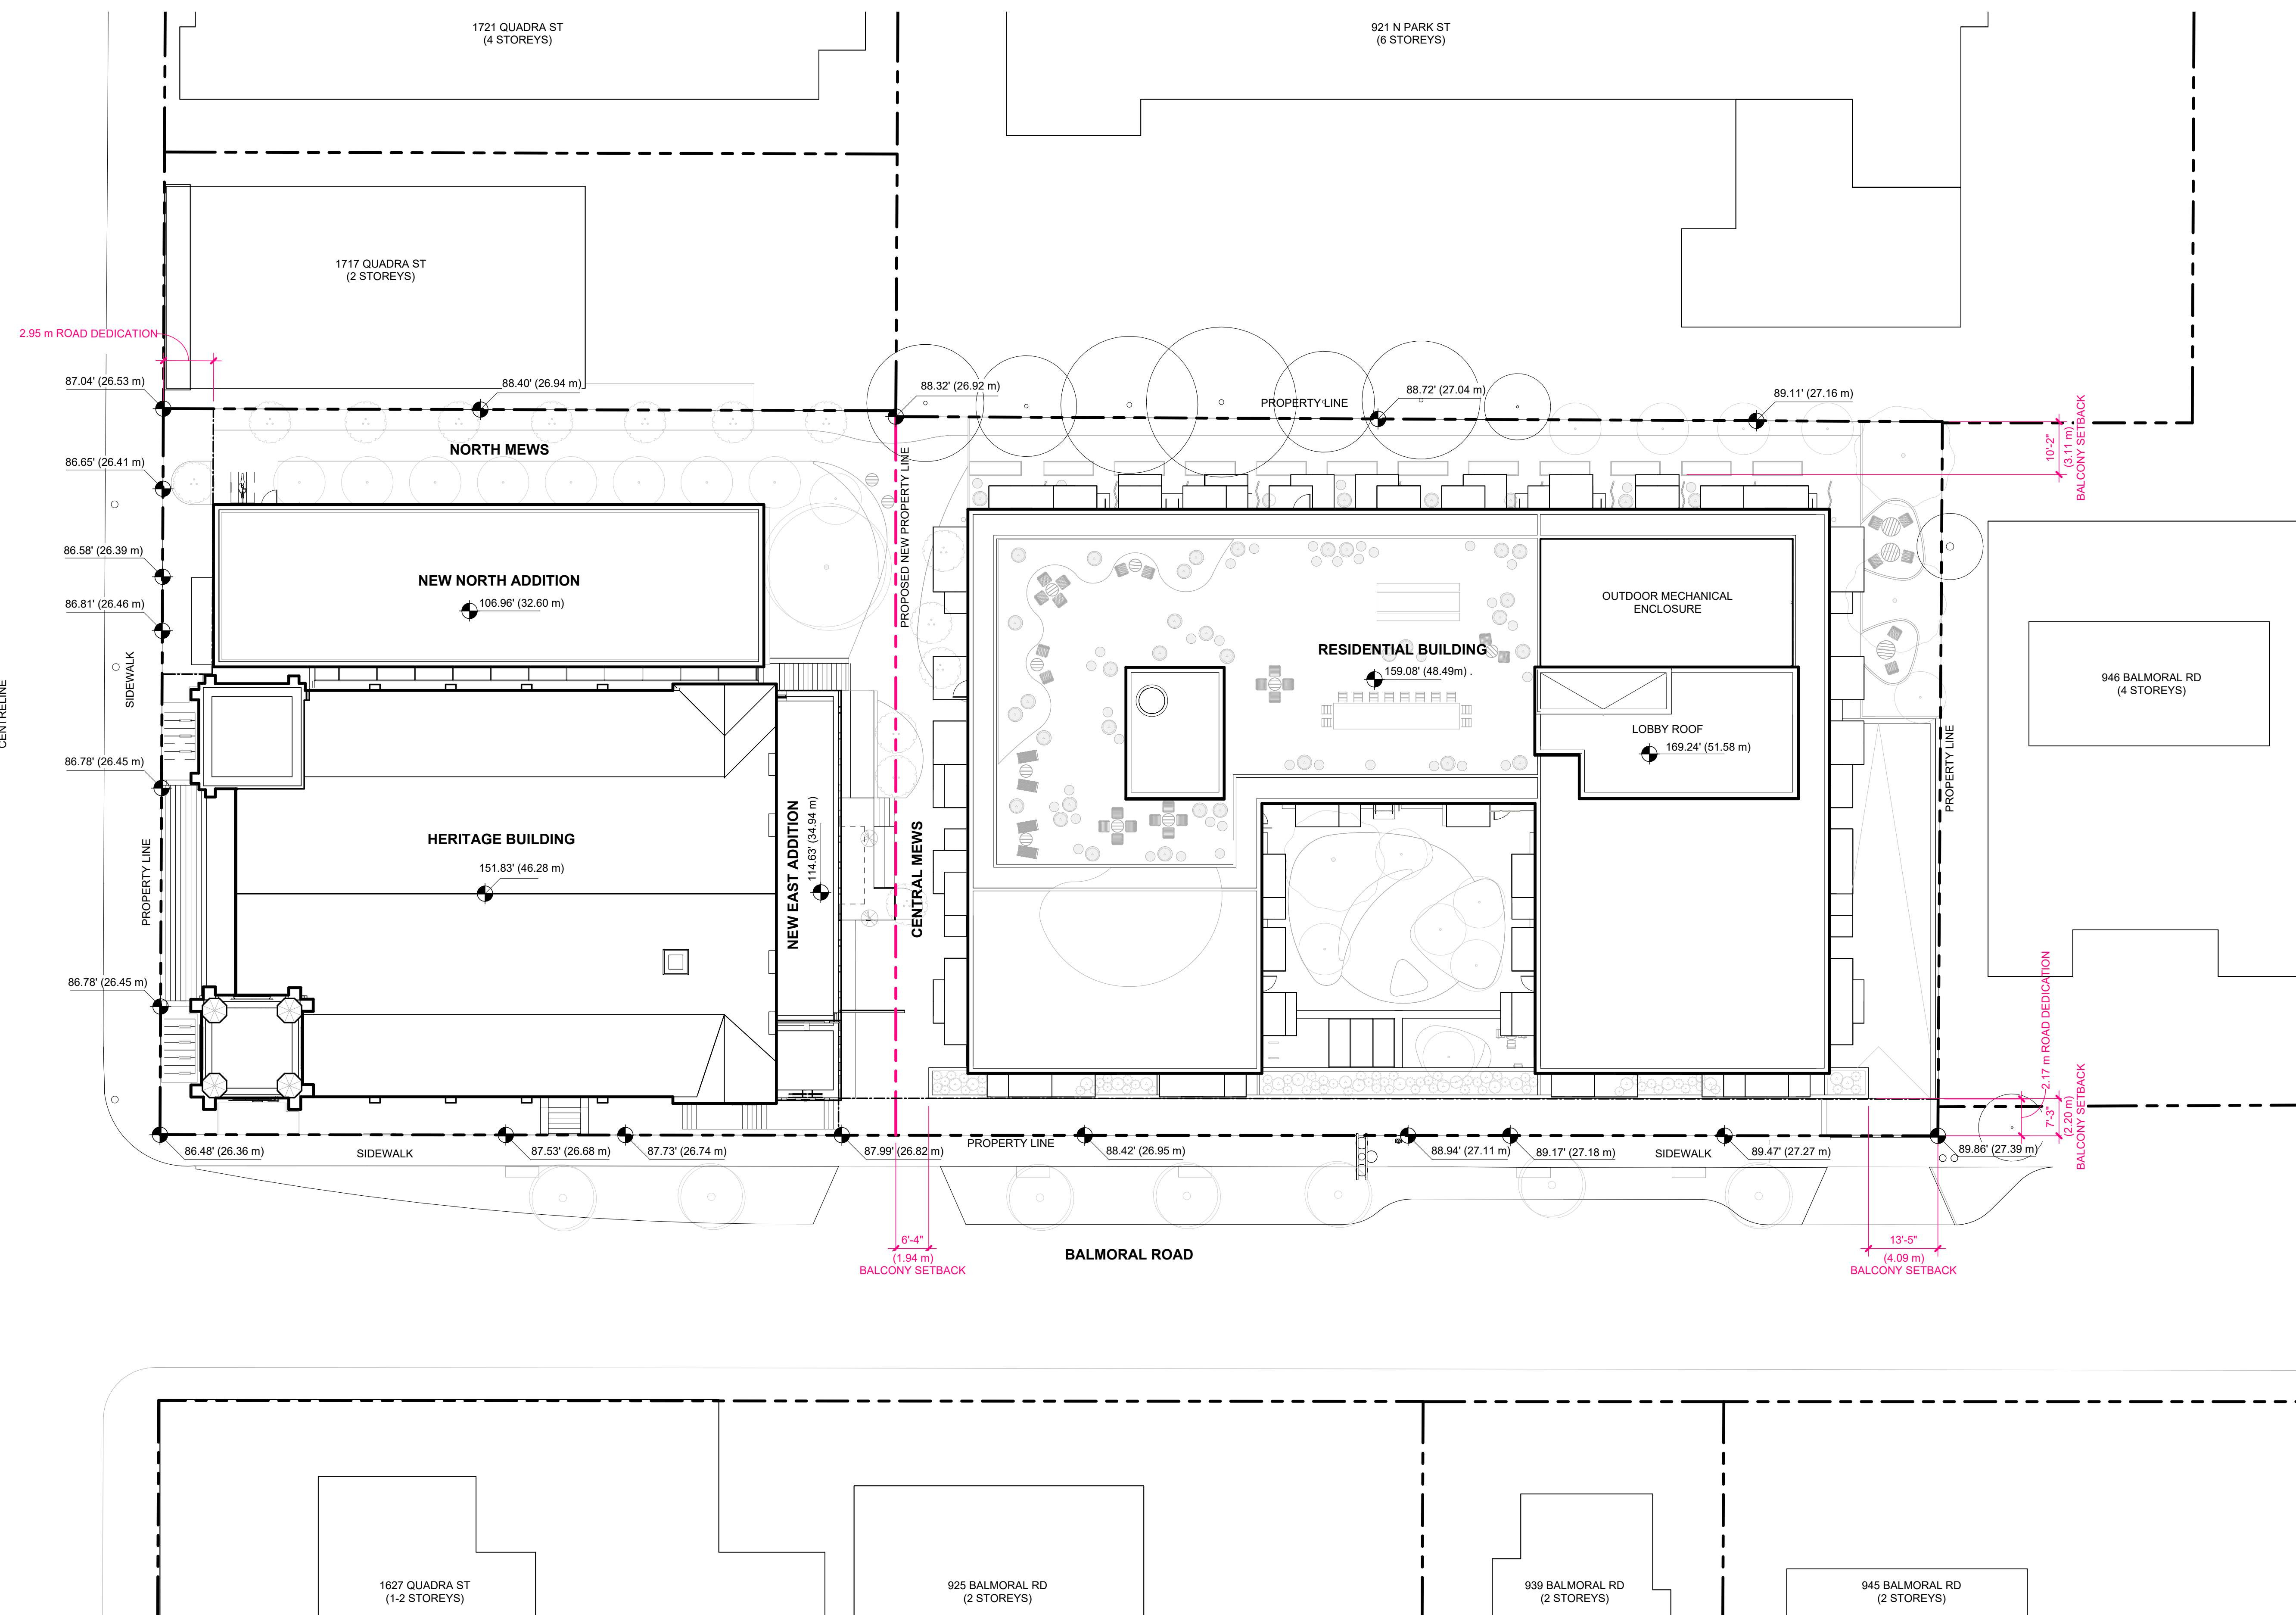 1721 QUADRA ST
(4 STOREYS)
921 N PARK ST
(6 STOREYS)
1717 QUADRA ST
(2 STOREYS)
2.95 m ROAD DEDICATION
87.04' (26.53 m)
88.40' (26.94 m)
88.32' (26.92 m)
PROPERTY LINE
88.72' (27.04 m)
89.11' (27.16 m)
10'-2"
(3.11 m)
BALCONY SETBACK
NORTH MEWS
86.65' (26.41 m)
PROPOSED NEW PROPERTY LINE
86.58' (26.39 m)
NEW NORTH ADDITION
106.96' (32.60 m)
86.81' (26.46 m)
SIDEWALK
CENTRELINE
OUTDOOR MECHANICAL
ENCLOSURE
RESIDENTIAL BUILDING
159.08' (48.49m) .
946 BALMORAL RD
(4 STOREYS)
LOBBY ROOF
169.24' (51.58 m)
PROPERTY LINE
86.78' (26.45 m)
HERITAGE BUILDING
151.83' (46.28 m)
PROPERTY LINE
NEW EAST ADDITION
114.63' (34.94 m)
CENTRAL MEWS
86.78' (26.45 m)
2.17 m ROAD DEDICATION
7'-3"
(2.20 m)
BALCONY SETBACK
86.48' (26.36 m)
SIDEWALK
87.53' (26.68 m)
87.73' (26.74 m)
87.99' (26.82 m)
PROPERTY LINE
88.42' (26.95 m)
88.94' (27.11 m)
89.17' (27.18 m)
SIDEWALK
89.47' (27.27 m)
89.86' (27.39 m)
6'-4"
(1.94 m)
BALCONY SETBACK
BALMORAL ROAD
13'-5"
(4.09 m)
BALCONY SETBACK
1627 QUADRA ST
(1-2 STOREYS)
925 BALMORAL RD
(2 STOREYS)
939 BALMORAL RD
(2 STOREYS)
945 BALMORAL RD
(2 STOREYS)